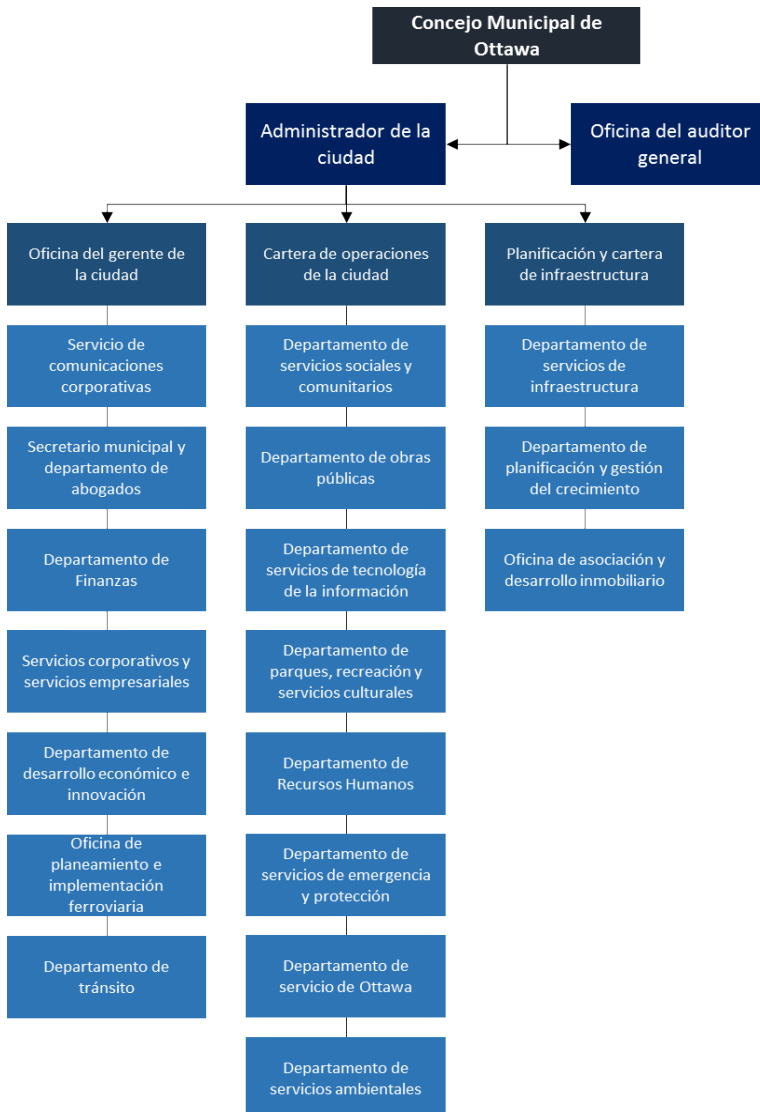 Concejo Municipal de
Ottawa
Administrador de la
ciudad
Oficina del auditor
general
Oficina del gerente de
la ciudad
Cartera de operaciones
de la ciudad
Planificación y cartera
de infraestructura
Servicio de
comunicaciones
corporativas
Departamento de
servicios sociales y
comunitarios
Departamento de
servicios de
infraestructura
Secretario municipal y
departamento de
abogados
Departamento de obras
públicas
Departamento de
planificación y gestión
del crecimiento
Departamento de
Finanzas
Departamento de
servicios de tecnología
de la información
Oficina de asociación y
desarrollo inmobiliario
Servicios corporativos y
servicios empresariales
Departamento de
parques, recreación y
servicios culturales
Departamento de
desarrollo económico e
innovación
Departamento de
Recursos Humanos
Oficina de
planeamiento e
implementación
ferroviaria
Departamento de
servicios de emergencia
y protección
Departamento de
tránsito
Departamento de
servicio de Ottawa
Departamento de
servicios ambientales